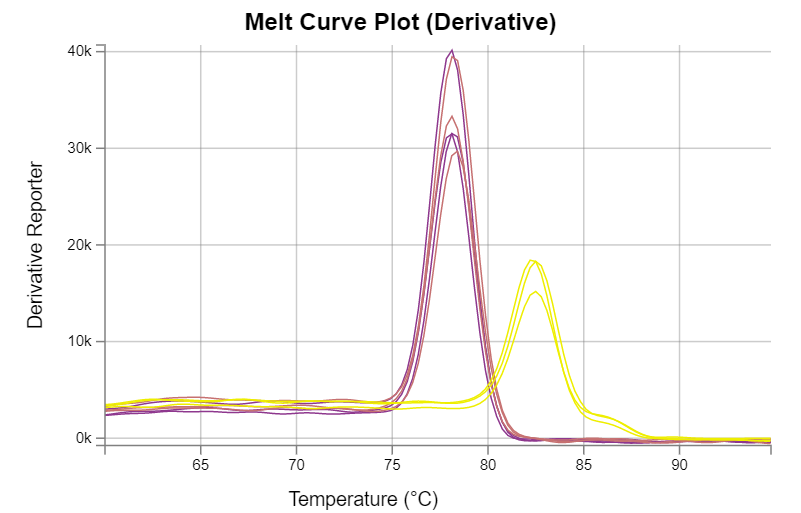 Melt Curve Plot (Derivative)
40k
30k
20k
10k
0k
Derivative Reporter
65
70
75
80
85
90
Temperature (°C)